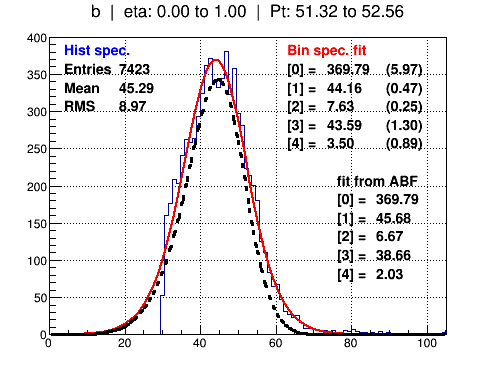 b | eta: 0.00 to 1.00 | Pt: 51.32 to 52.56
Hist spec.
Entries 7423
Mean 45.29
RMS 8.97
Bin spec. fit
[0] = 369.79 (5.97)
[1] = 44.16 (0.47)
[2] = 7.63 (0.25)
[3] = 43.59 (1.30)
[4] = 3.50 (0.89)
fit from ABF
[0] = 369.79
[1] = 45.68
[2] = 6.67
[3] = 38.66
[4] = 2.03
400
350
300
250
200
150
100
50
0
0 20 40 60 80 100